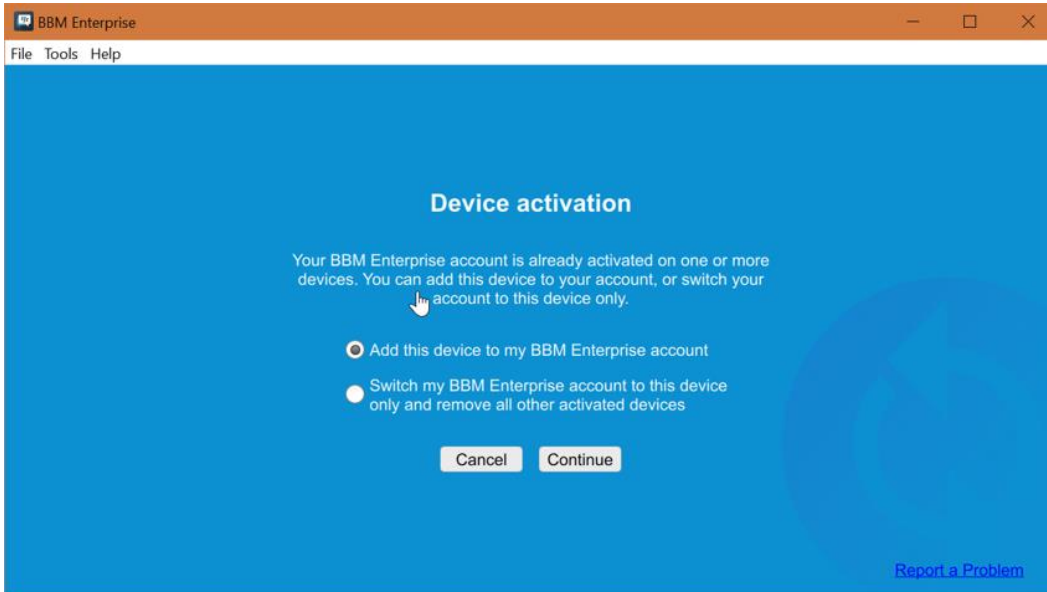 BBM Enterprise
File Tools Help
Device activation
Your BBM Enterprise account is already activated on one or more
devices. You can add this device to your account, or switch your
account to this device only.
Add this device to my BBM Enterprise account
Switch my BBM Enterprise account to this device
only and remove all other activated devices
Cancel Continue
Report a Problem